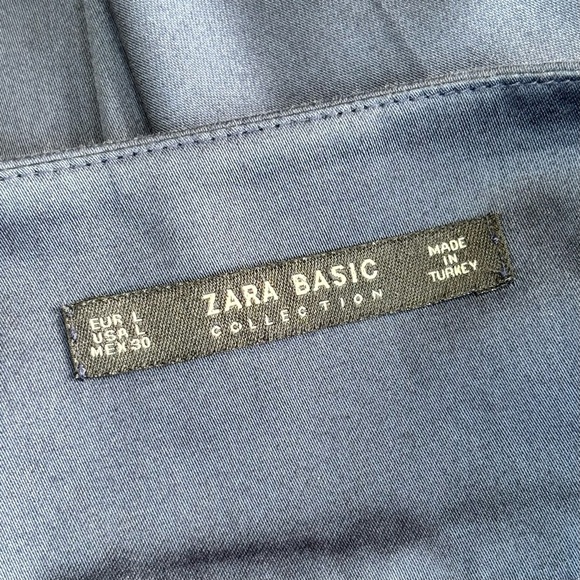 EUR L
USA L
MEX 30
ZARA BASIC
COLLECTION
MADE
IN
TURKEY